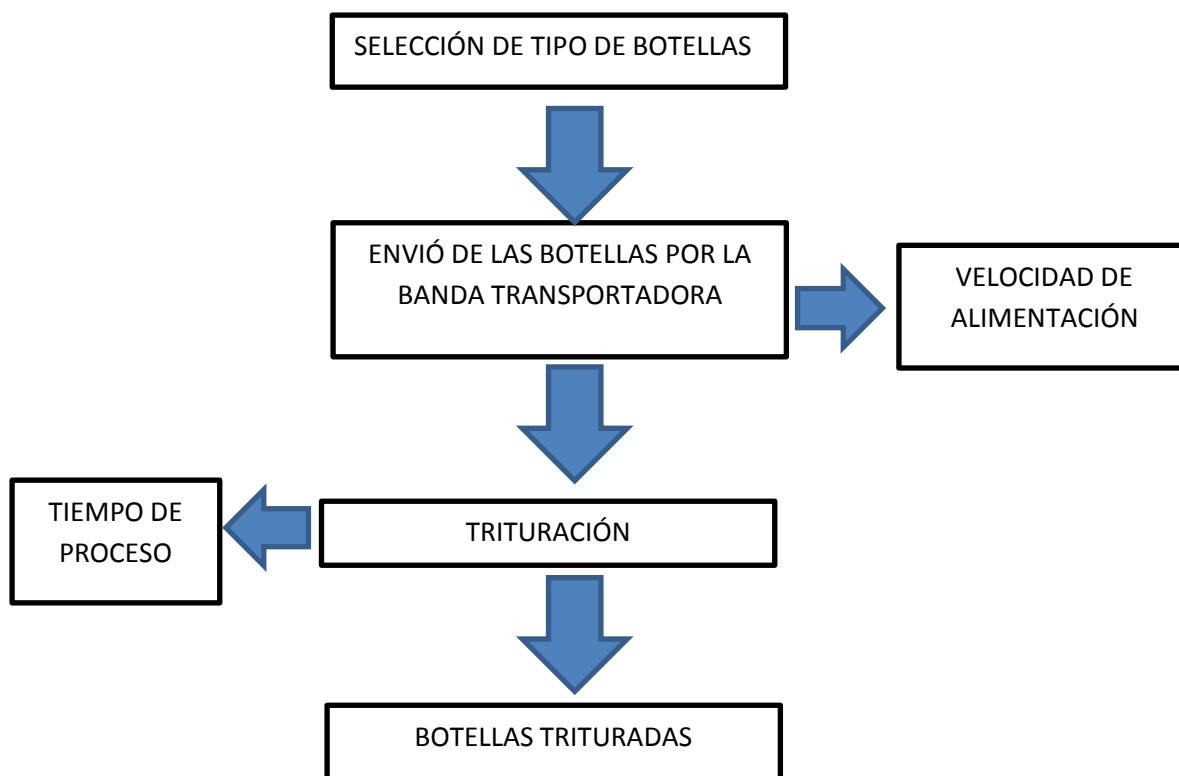 SELECCIÓN DE TIPO DE BOTELLAS
ENVIÓ DE LAS BOTELLAS POR LA
BANDA TRANSPORTADORA
VELOCIDAD DE
ALIMENTACIÓN
TIEMPO DE
PROCESO
TRITURACIÓN
BOTELLAS TRITURADAS